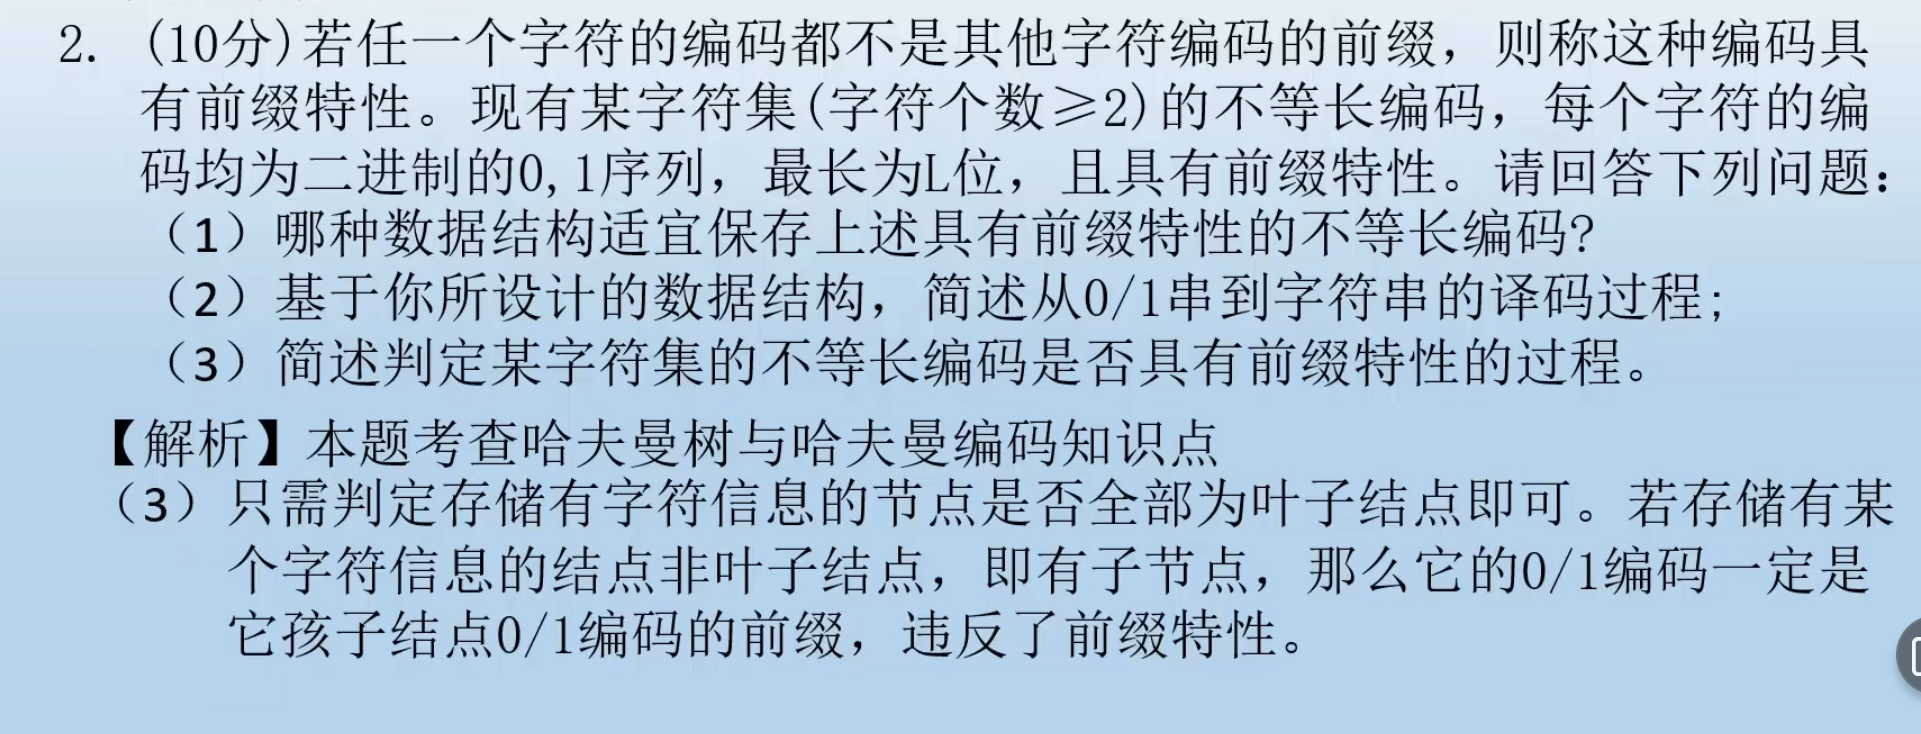 2. (10分)若任一个字符的编码都不是其他字符编码的前缀，则称这种编码具
有前缀特性。现有某字符集(字符个数≥2)的不等长编码，每个字符的编
码均为二进制的0,1序列，最长为L位，且具有前缀特性。请回答下列问题：
（1）哪种数据结构适宜保存上述具有前缀特性的不等长编码?
（2）基于你所设计的数据结构，简述从0/1串到字符串的译码过程;
（3）简述判定某字符集的不等长编码是否具有前缀特性的过程。
【解析】本题考查哈夫曼树与哈夫曼编码知识点
（3）只需判定存储有字符信息的节点是否全部为叶子结点即可。若存储有某
个字符信息的结点非叶子结点，即有子节点，那么它的0/1编码一定是
它孩子结点0/1编码的前缀，违反了前缀特性。